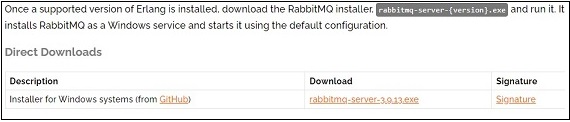 Once a supported version of Erlang is installed, download the RabbitMQ installer, rabbitmq-server-{version}.exe and run it. It
installs RabbitMQ as a Windows service and starts it using the default configuration.
Direct Downloads
Description Download Signature
Installer for Windows systems (from GitHub) rabbitmq-server-3.9.13.exe Signature